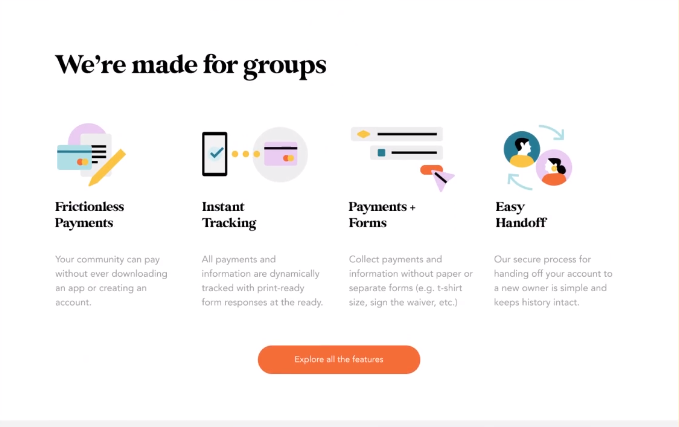 We're made for groups
Frictionless
Payments
Your community can pay
without ever downloading
an app or creating an
account.
Instant
Tracking
All payments and
information are dynamically
tracked with print-ready
form responses at the ready.
Payments +
Forms
Collect payments and
information without paper or
separate forms (e.g. t-shirt
size, sign the waiver, etc.)
Easy
Handoff
Our secure process for
handing off your account to
a new owner is simple and
keeps history intact.
Explore all the features